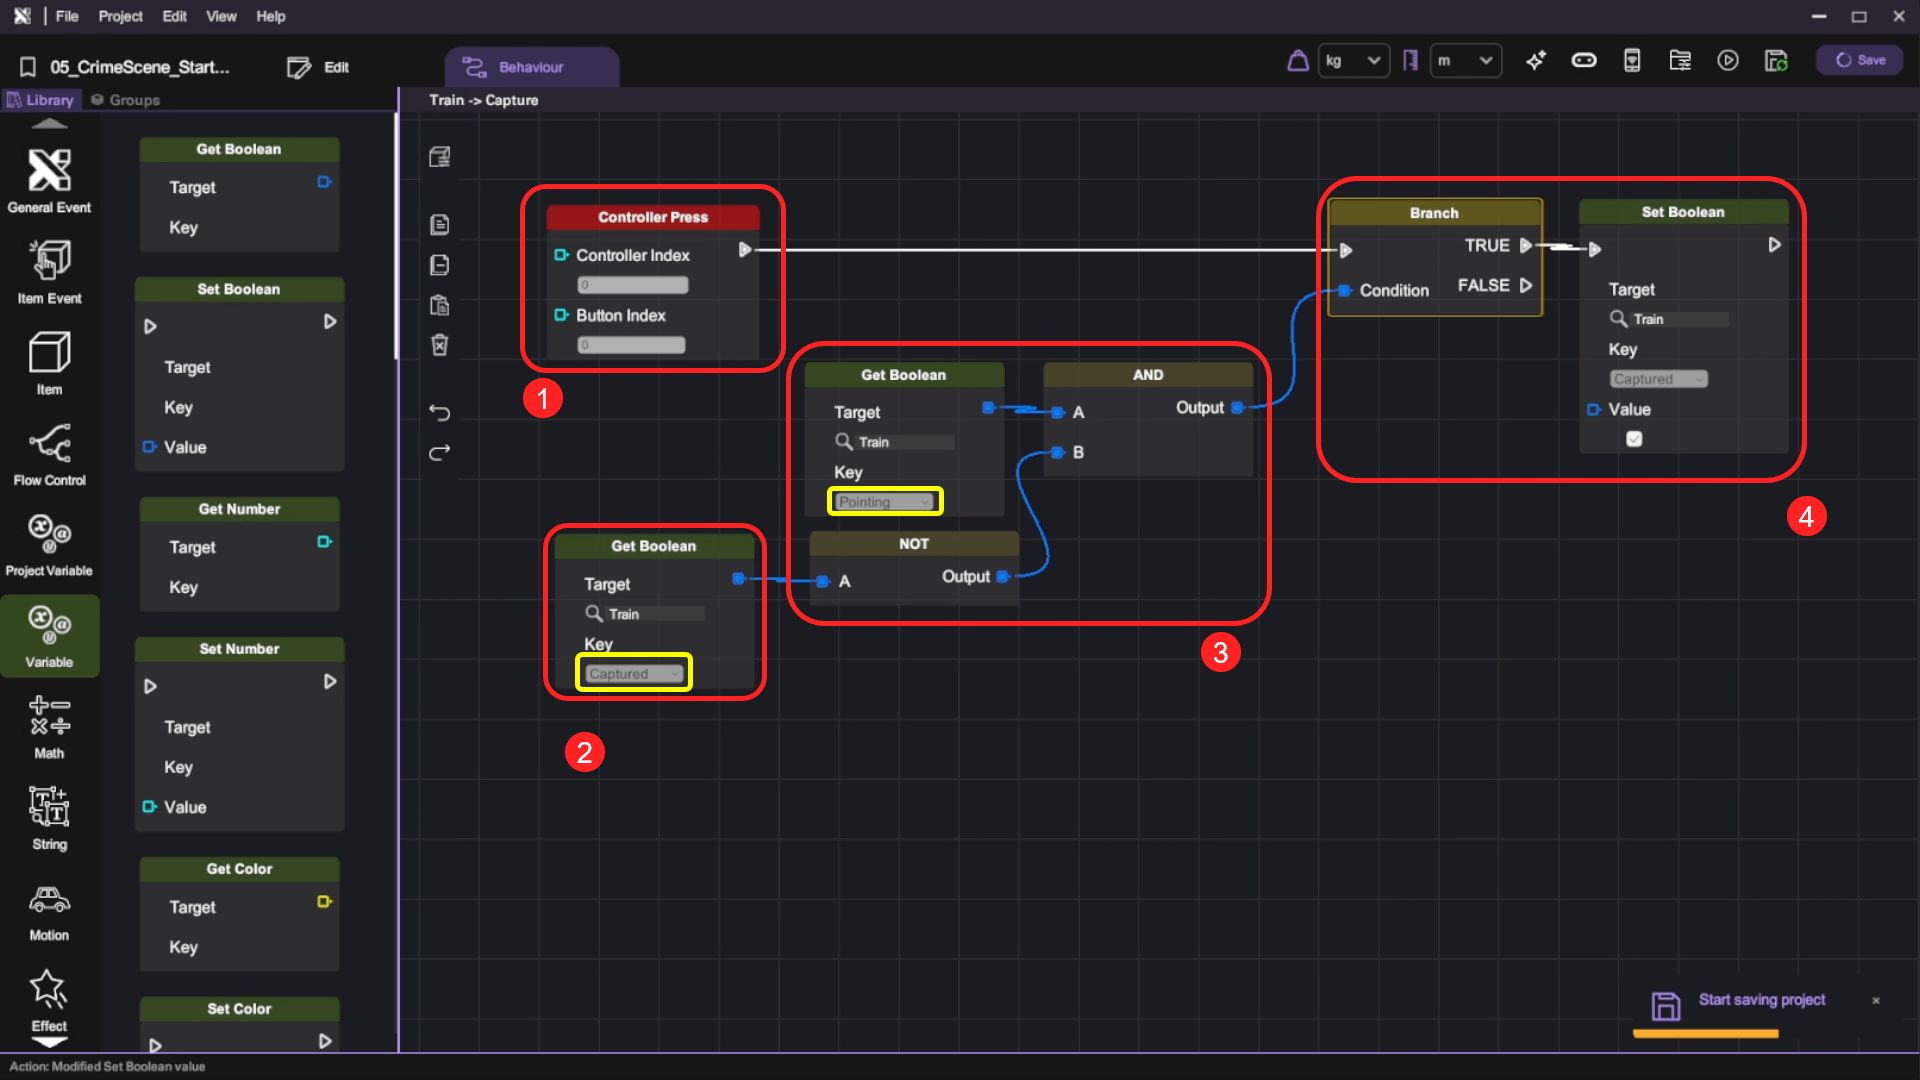 File Project Edit View Help
05_CrimeScene_Start... Edit Behaviour kg m Save
Library Groups
Train -> Capture
General Event
Item Event
Item
Flow Control
Project Variable
Variable
Math
String
Motion
Effect
Get Boolean
Target
Key
Set Boolean
Target
Key
Value
Get Number
Target
Key
Set Number
Target
Key
Value
Get Color
Target
Key
Set Color
Controller Press
Controller Index
0
Button Index
0
1
Get Boolean
Target
Train
Key
Captured
2
Get Boolean
Target
Train
Key
Pointing
AND
A Output
B
NOT
A Output
3
Branch
TRUE
Condition FALSE
Set Boolean
Target
Train
Key
Captured
Value
4
Start saving project
Action: Modified Set Boolean value